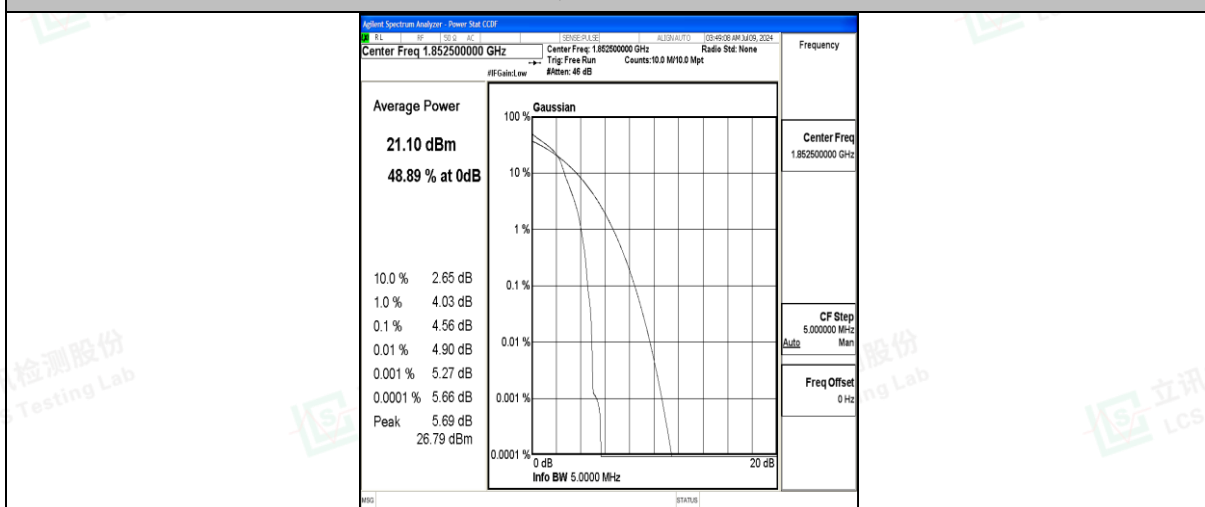 Agilent Spectrum Analyzer - Power Stat CCDF
RL RF 50 Ω AC SENSE:PULSE ALIGN AUTO 03:49:08 AM Jul 09, 2024
Center Freq 1.852500000 GHz
Center Freq: 1.852500000 GHz Radio Std: None
Trig: Free Run Counts:10.0 M/10.0 Mpt
#IFGain:Low #Atten: 46 dB
Frequency
Average Power
21.10 dBm
48.89 % at 0dB
10.0 % 2.65 dB
1.0 % 4.03 dB
0.1 % 4.56 dB
0.01 % 4.90 dB
0.001 % 5.27 dB
0.0001 % 5.66 dB
Peak 5.69 dB
26.79 dBm
Gaussian
100 %
10 %
1 %
0.1 %
0.01 %
0.001 %
0.0001 %
0 dB 20 dB
Info BW 5.0000 MHz
Center Freq
1.852500000 GHz
CF Step
5.000000 MHz
Auto Man
Freq Offset
0 Hz
MSG STATUS
讯检测股份
CS Testing Lab
LCS
股份
ng Lab
立讯
LCS